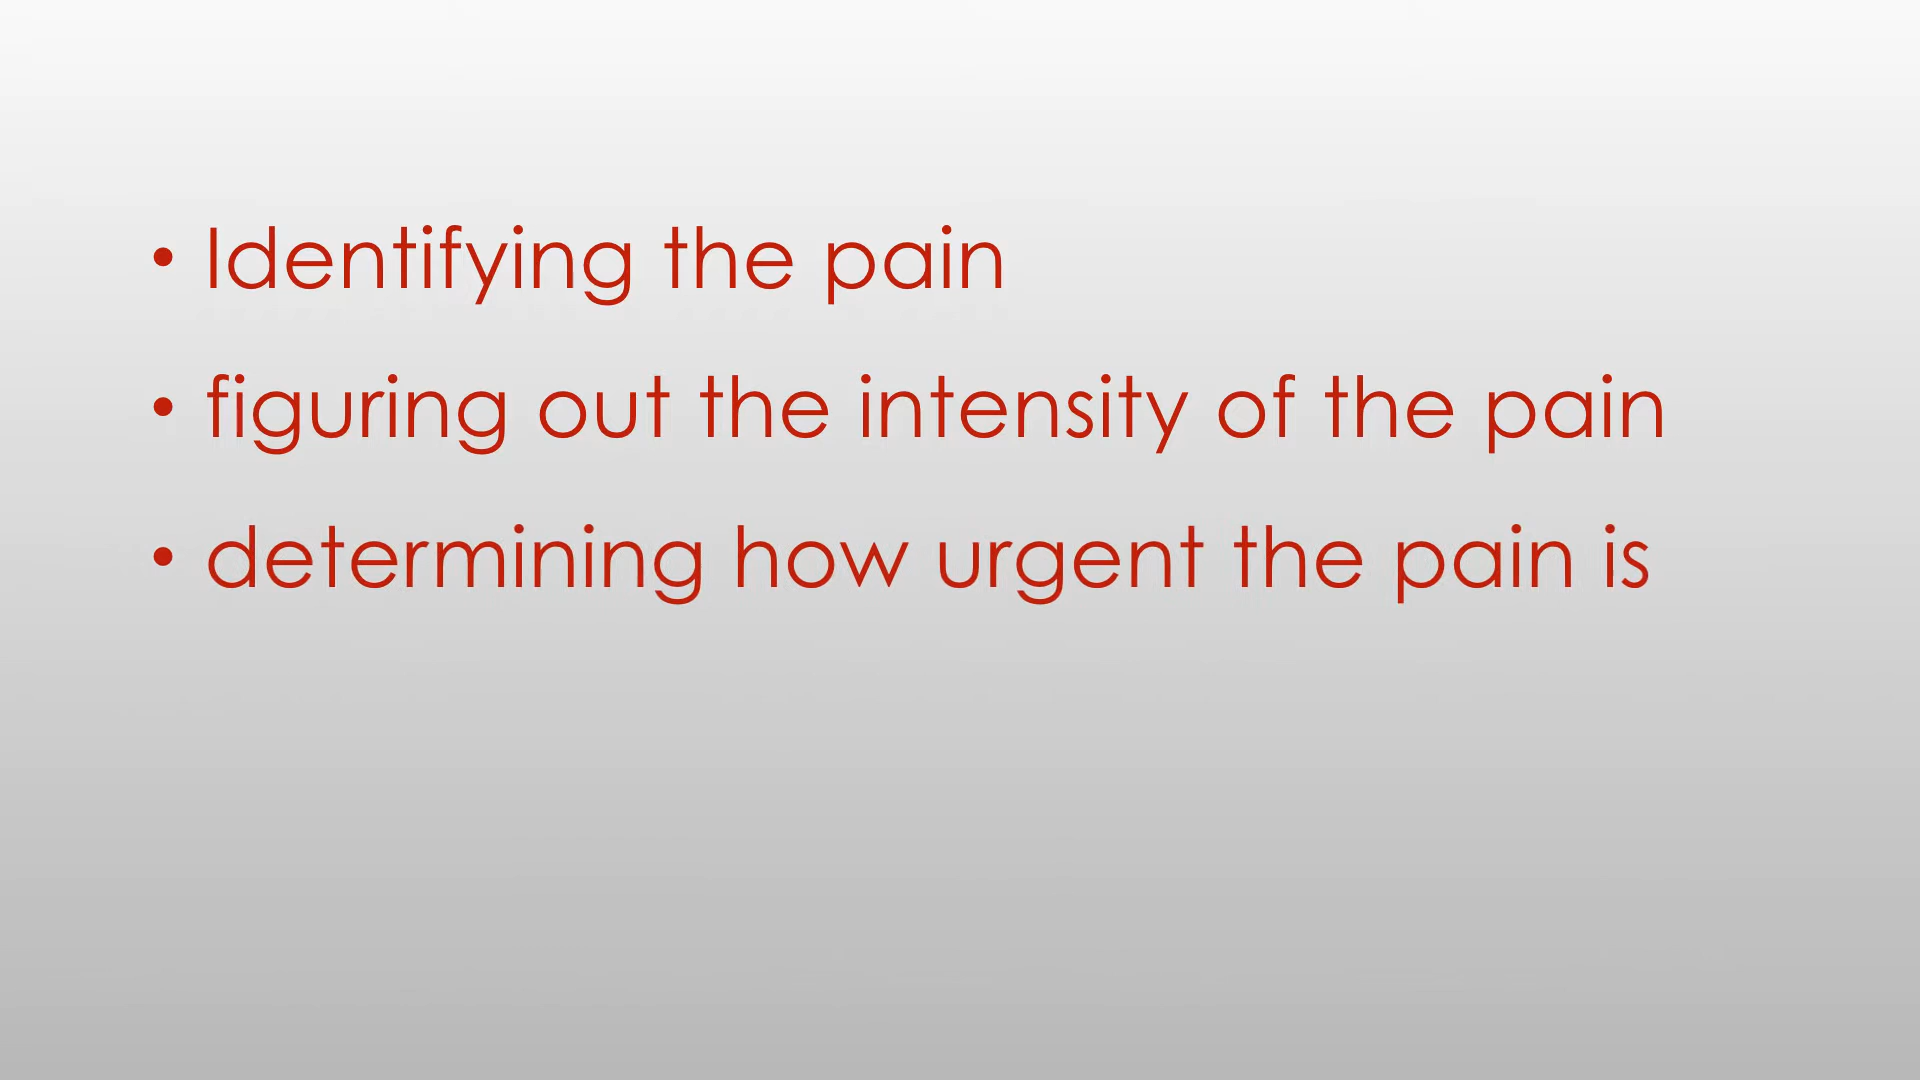 • Identifying the pain
• figuring out the intensity of the pain
• determining how urgent the pain is